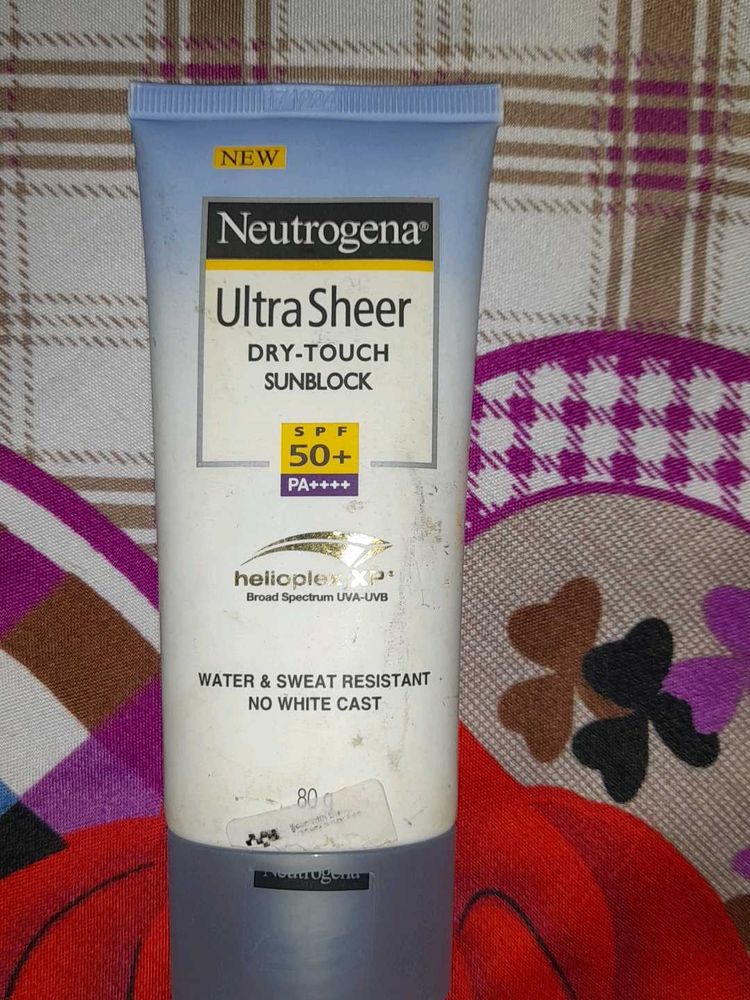 NEW
Neutrogena®
Ultra Sheer
DRY-TOUCH
SUNBLOCK
SPF
50+
PA++++
helioplex XP‡
Broad Spectrum UVA-UVB
WATER & SWEAT RESISTANT
NO WHITE CAST
80 g
Neutrogena